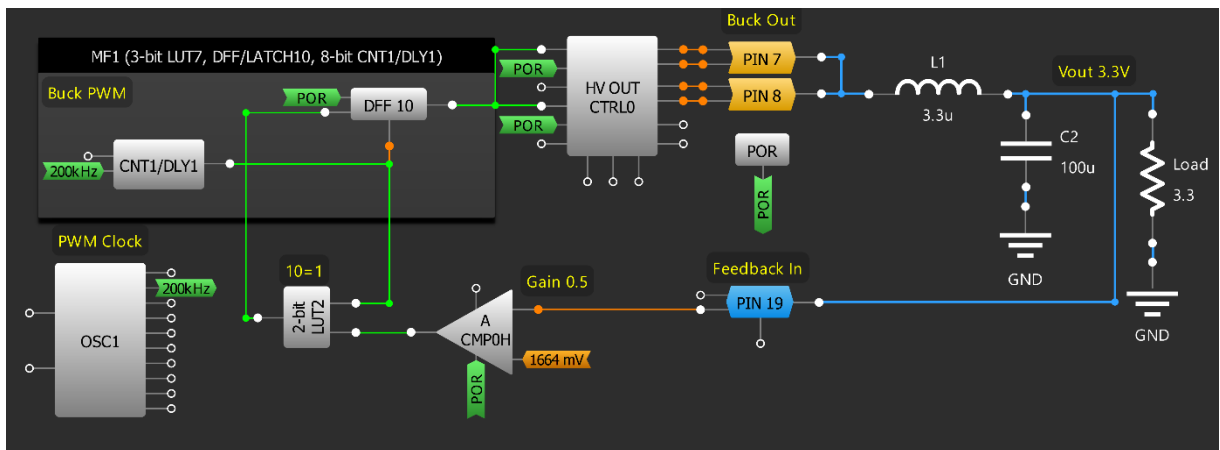 MF1 (3-bit LUT7, DFF/LATCH10, 8-bit CNT1/DLY1)
Buck PWM
POR
DFF 10
200kHz
CNT1/DLY1
POR
POR
HV OUT
CTRL0
Buck Out
PIN 7
PIN 8
POR
POR
L1
3.3u
Vout 3.3V
C2
100u
Load
3.3
GND
GND
PWM Clock
200kHz
OSC1
10=1
2-bit
LUT2
Gain 0.5
A
CMP0H
1664 mV
POR
Feedback In
PIN 19